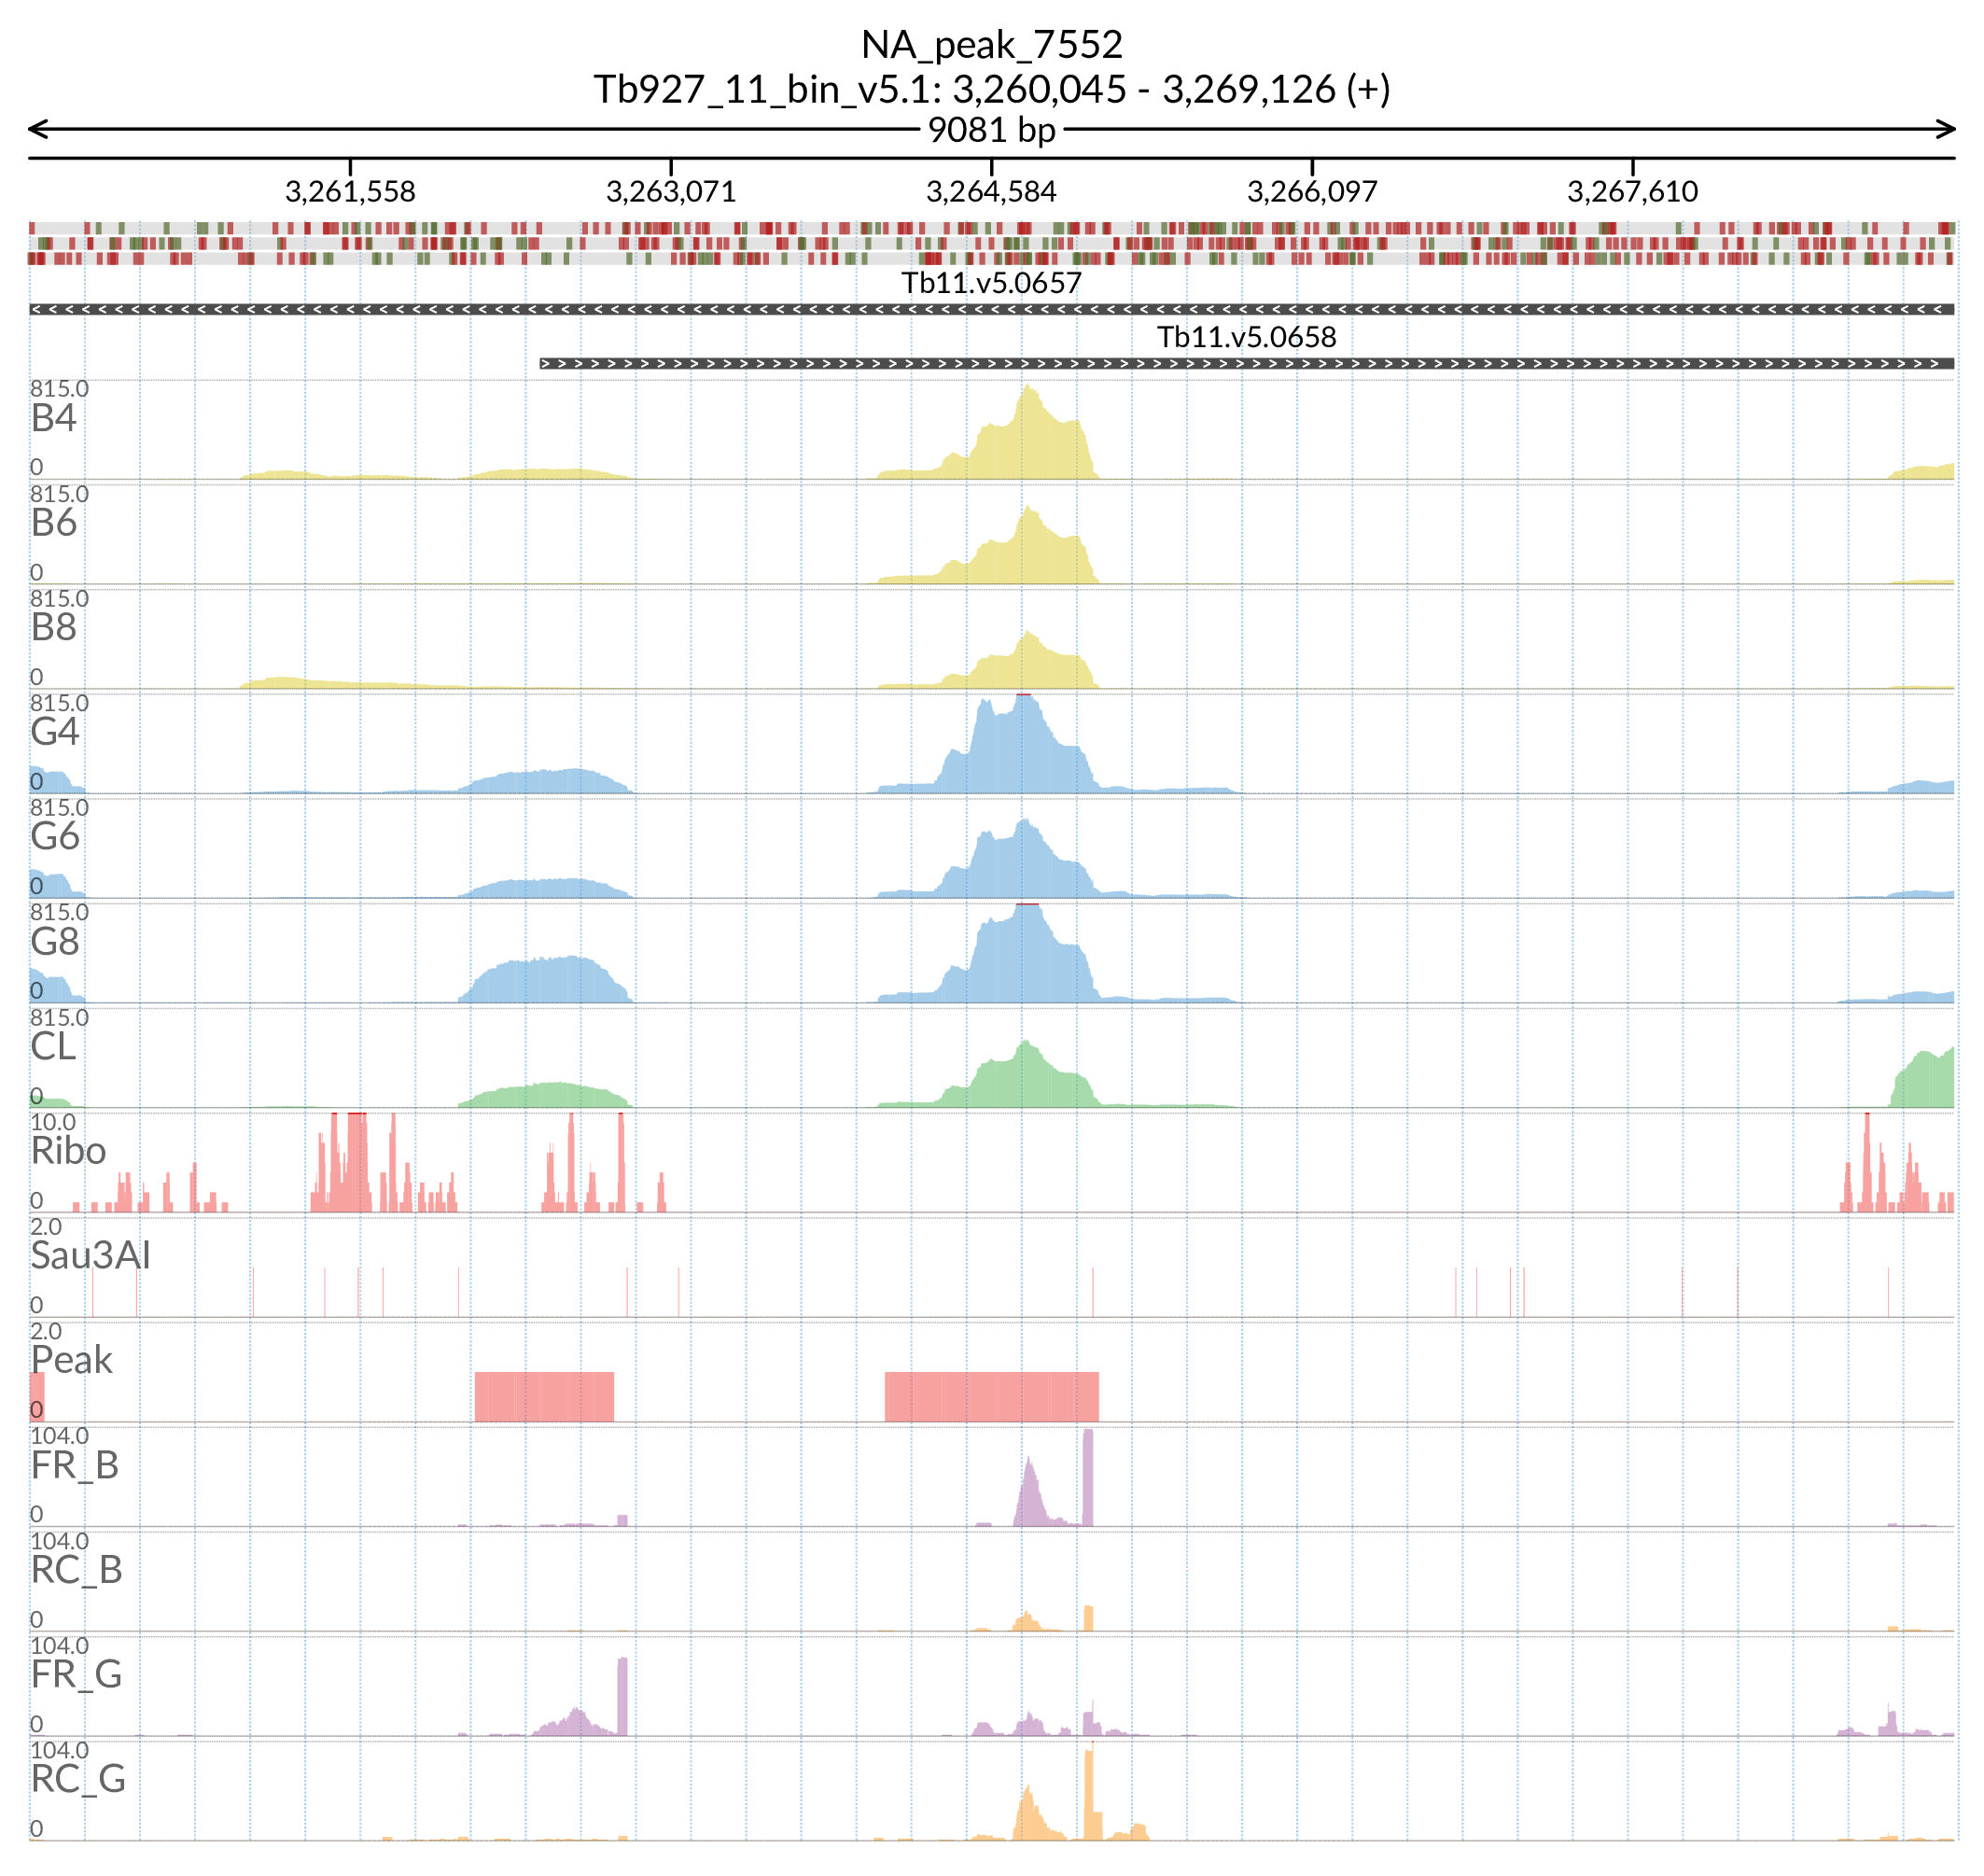 NA_peak_7552
Tb927_11_bin_v5.1: 3,260,045 - 3,269,126 (+)
9081 bp
3,261,558 3,263,071 3,264,584 3,266,097 3,267,610
Tb11.v5.0657
Tb11.v5.0658
815.0
B4
0
815.0
B6
0
815.0
B8
0
815.0
G4
0
815.0
G6
0
815.0
G8
0
815.0
CL
0
10.0
Ribo
0
2.0
Sau3AI
0
2.0
Peak
0
104.0
FR_B
0
104.0
RC_B
0
104.0
FR_G
0
104.0
RC_G
0